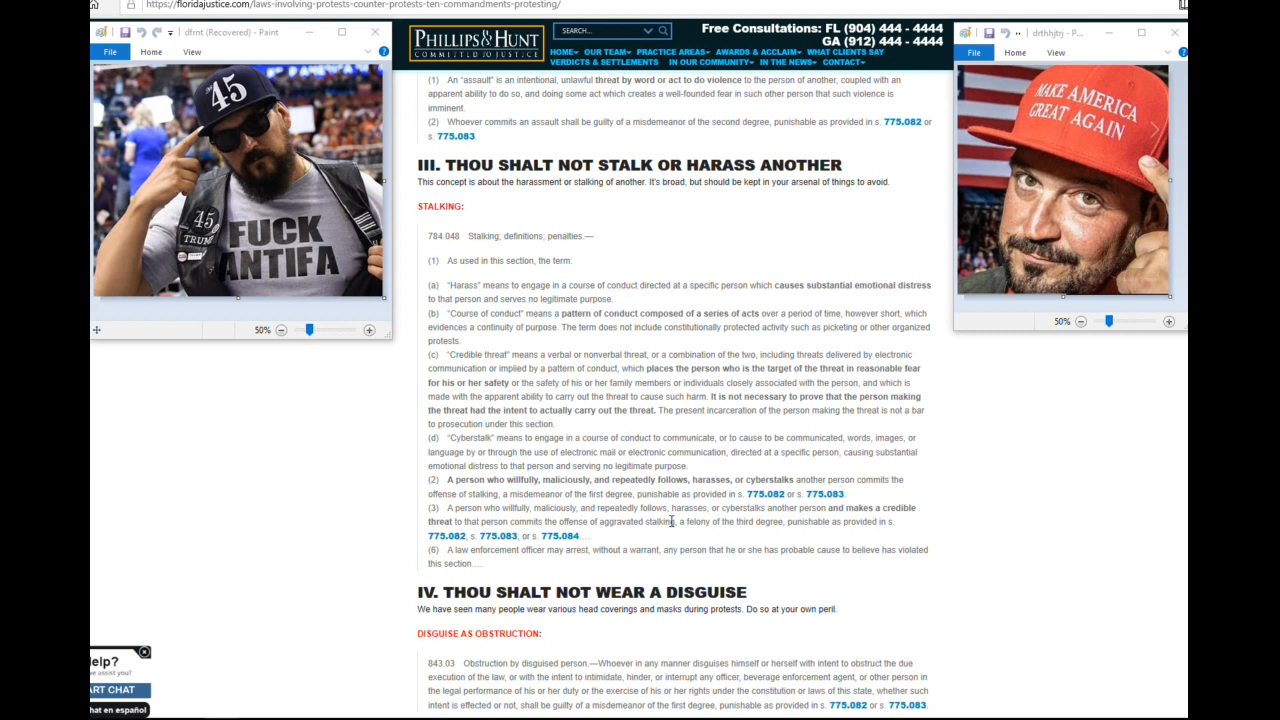 https://floridajustice.com/laws-involving-protests-counter-protests-ten-commandments-protesting/
dfrnt (Recovered) - Paint
File Home View
45
45
TRUMP
FUCK
ANTIFA
50%
PHILLIPS & HUNT
COMMITTED TO JUSTICE
SEARCH...
Free Consultations: FL (904) 444 - 4444
GA (912) 444 - 4444
HOME OUR TEAM PRACTICE AREAS AWARDS & ACCLAIM WHAT CLIENTS SAY
VERDICTS & SETTLEMENTS IN OUR COMMUNITY IN THE NEWS CONTACT
drthhjtrj - P...
File Home View
MAKE AMERICA
GREAT AGAIN
50%
(1) An “assault” is an intentional, unlawful threat by word or act to do violence to the person of another, coupled with an
apparent ability to do so, and doing some act which creates a well-founded fear in such other person that such violence is
imminent.
(2) Whoever commits an assault shall be guilty of a misdemeanor of the second degree, punishable as provided in s. 775.082 or
s. 775.083.
III. THOU SHALT NOT STALK OR HARASS ANOTHER
This concept is about the harassment or stalking of another. It’s broad, but should be kept in your arsenal of things to avoid.
STALKING:
784.048 Stalking; definitions; penalties.—
(1) As used in this section, the term:
(a) “Harass” means to engage in a course of conduct directed at a specific person which causes substantial emotional distress
to that person and serves no legitimate purpose.
(b) “Course of conduct” means a pattern of conduct composed of a series of acts over a period of time, however short, which
evidences a continuity of purpose. The term does not include constitutionally protected activity such as picketing or other organized
protests.
(c) “Credible threat” means a verbal or nonverbal threat, or a combination of the two, including threats delivered by electronic
communication or implied by a pattern of conduct, which places the person who is the target of the threat in reasonable fear
for his or her safety or the safety of his or her family members or individuals closely associated with the person, and which is
made with the apparent ability to carry out the threat to cause such harm. It is not necessary to prove that the person making
the threat had the intent to actually carry out the threat. The present incarceration of the person making the threat is not a bar
to prosecution under this section.
(d) “Cyberstalk” means to engage in a course of conduct to communicate, or to cause to be communicated, words, images, or
language by or through the use of electronic mail or electronic communication, directed at a specific person, causing substantial
emotional distress to that person and serving no legitimate purpose.
(2) A person who willfully, maliciously, and repeatedly follows, harasses, or cyberstalks another person commits the
offense of stalking, a misdemeanor of the first degree, punishable as provided in s. 775.082 or s. 775.083.
(3) A person who willfully, maliciously, and repeatedly follows, harasses, or cyberstalks another person and makes a credible
threat to that person commits the offense of aggravated stalking, a felony of the third degree, punishable as provided in s.
775.082, s. 775.083, or s. 775.084....
(6) A law enforcement officer may arrest, without a warrant, any person that he or she has probable cause to believe has violated
this section....
IV. THOU SHALT NOT WEAR A DISGUISE
We have seen many people wear various head coverings and masks during protests. Do so at your own peril.
DISGUISE AS OBSTRUCTION:
843.03 Obstruction by disguised person.—Whoever in any manner disguises himself or herself with intent to obstruct the due
execution of the law, or with the intent to intimidate, hinder, or interrupt any officer, beverage enforcement agent, or other person in
the legal performance of his or her duty or the exercise of his or her rights under the constitution or laws of this state, whether such
intent is effected or not, shall be guilty of a misdemeanor of the first degree, punishable as provided in s. 775.082 or s. 775.083.
elp?
e assist you?
ART CHAT
hat en español